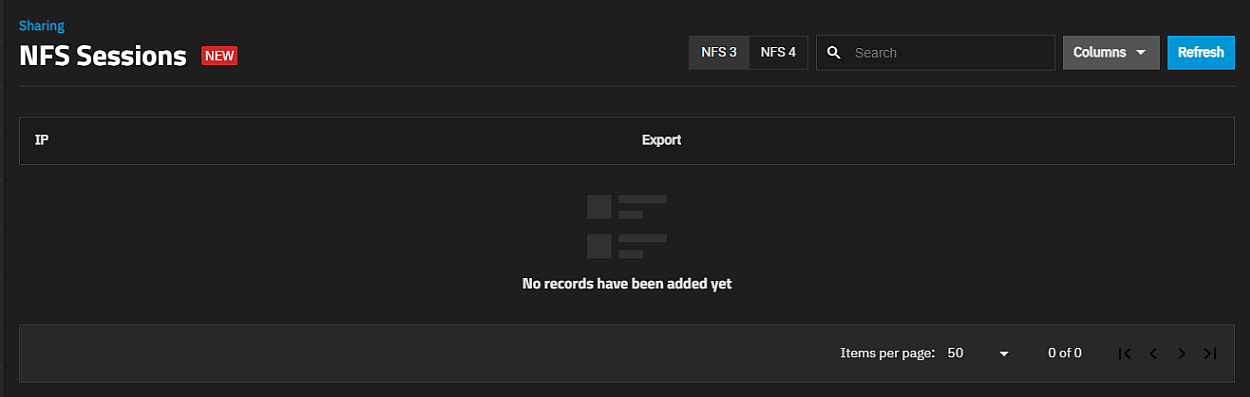 Sharing
NFS Sessions NEW
NFS 3 NFS 4 Search Columns Refresh
IP Export
No records have been added yet
Items per page: 50 0 of 0